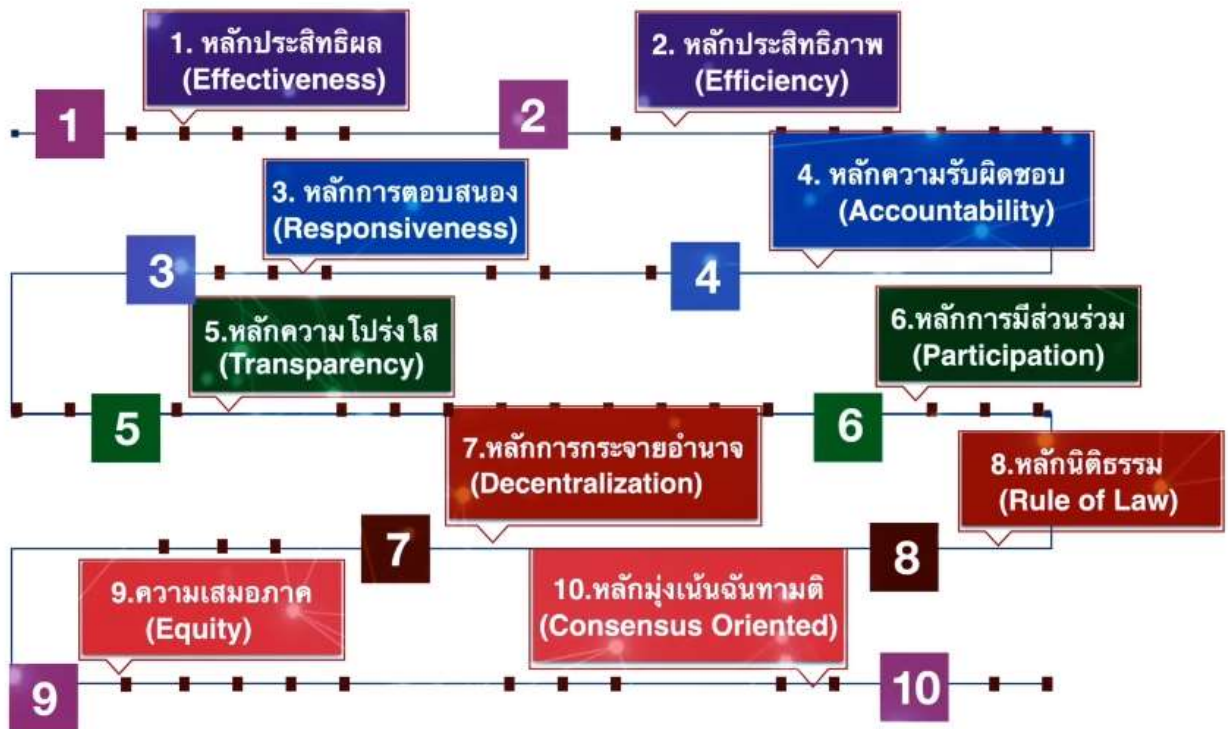 1. หลักประสิทธิผล
(Effectiveness)
2. หลักประสิทธิภาพ
(Efficiency)
1
2
3. หลักการตอบสนอง
(Responsiveness)
4. หลักความรับผิดชอบ
(Accountability)
3
4
5.หลักความโปร่งใส
(Transparency)
6.หลักการมีส่วนร่วม
(Participation)
5
6
7.หลักการกระจายอำนาจ
(Decentralization)
8.หลักนิติธรรม
(Rule of Law)
7
8
9.ความเสมอภาค
(Equity)
10.หลักมุ่งเน้นฉันทามติ
(Consensus Oriented)
9
10